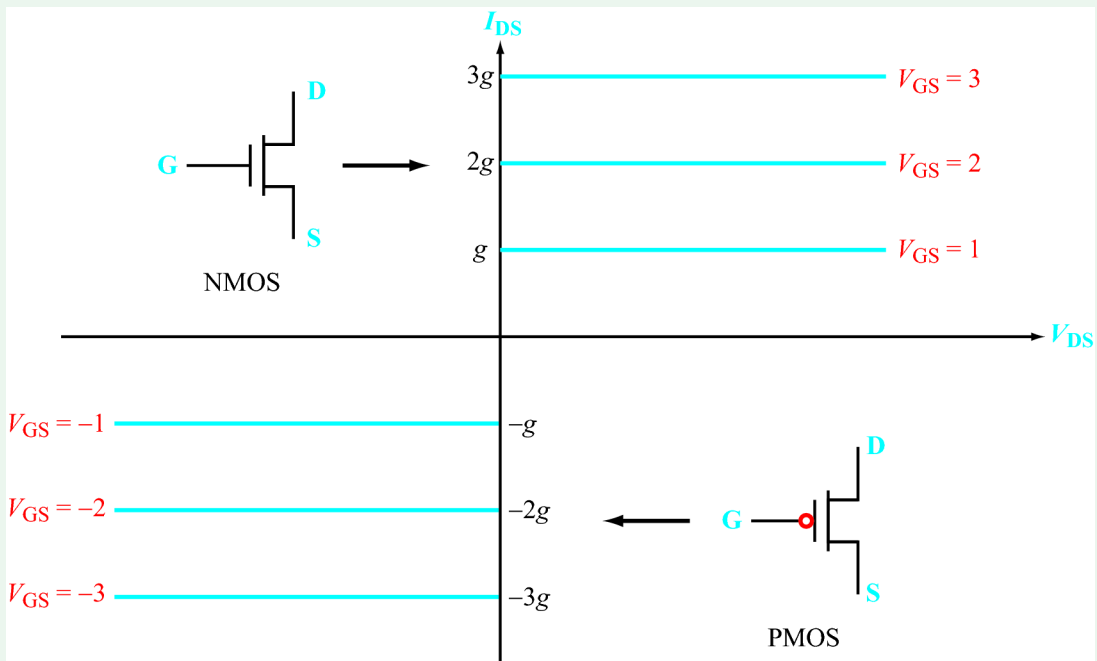 I_DS
3g
V_GS = 3
D
G
2g
V_GS = 2
S
g
V_GS = 1
NMOS
V_DS
V_GS = –1
–g
D
V_GS = –2
–2g
G
V_GS = –3
–3g
S
PMOS